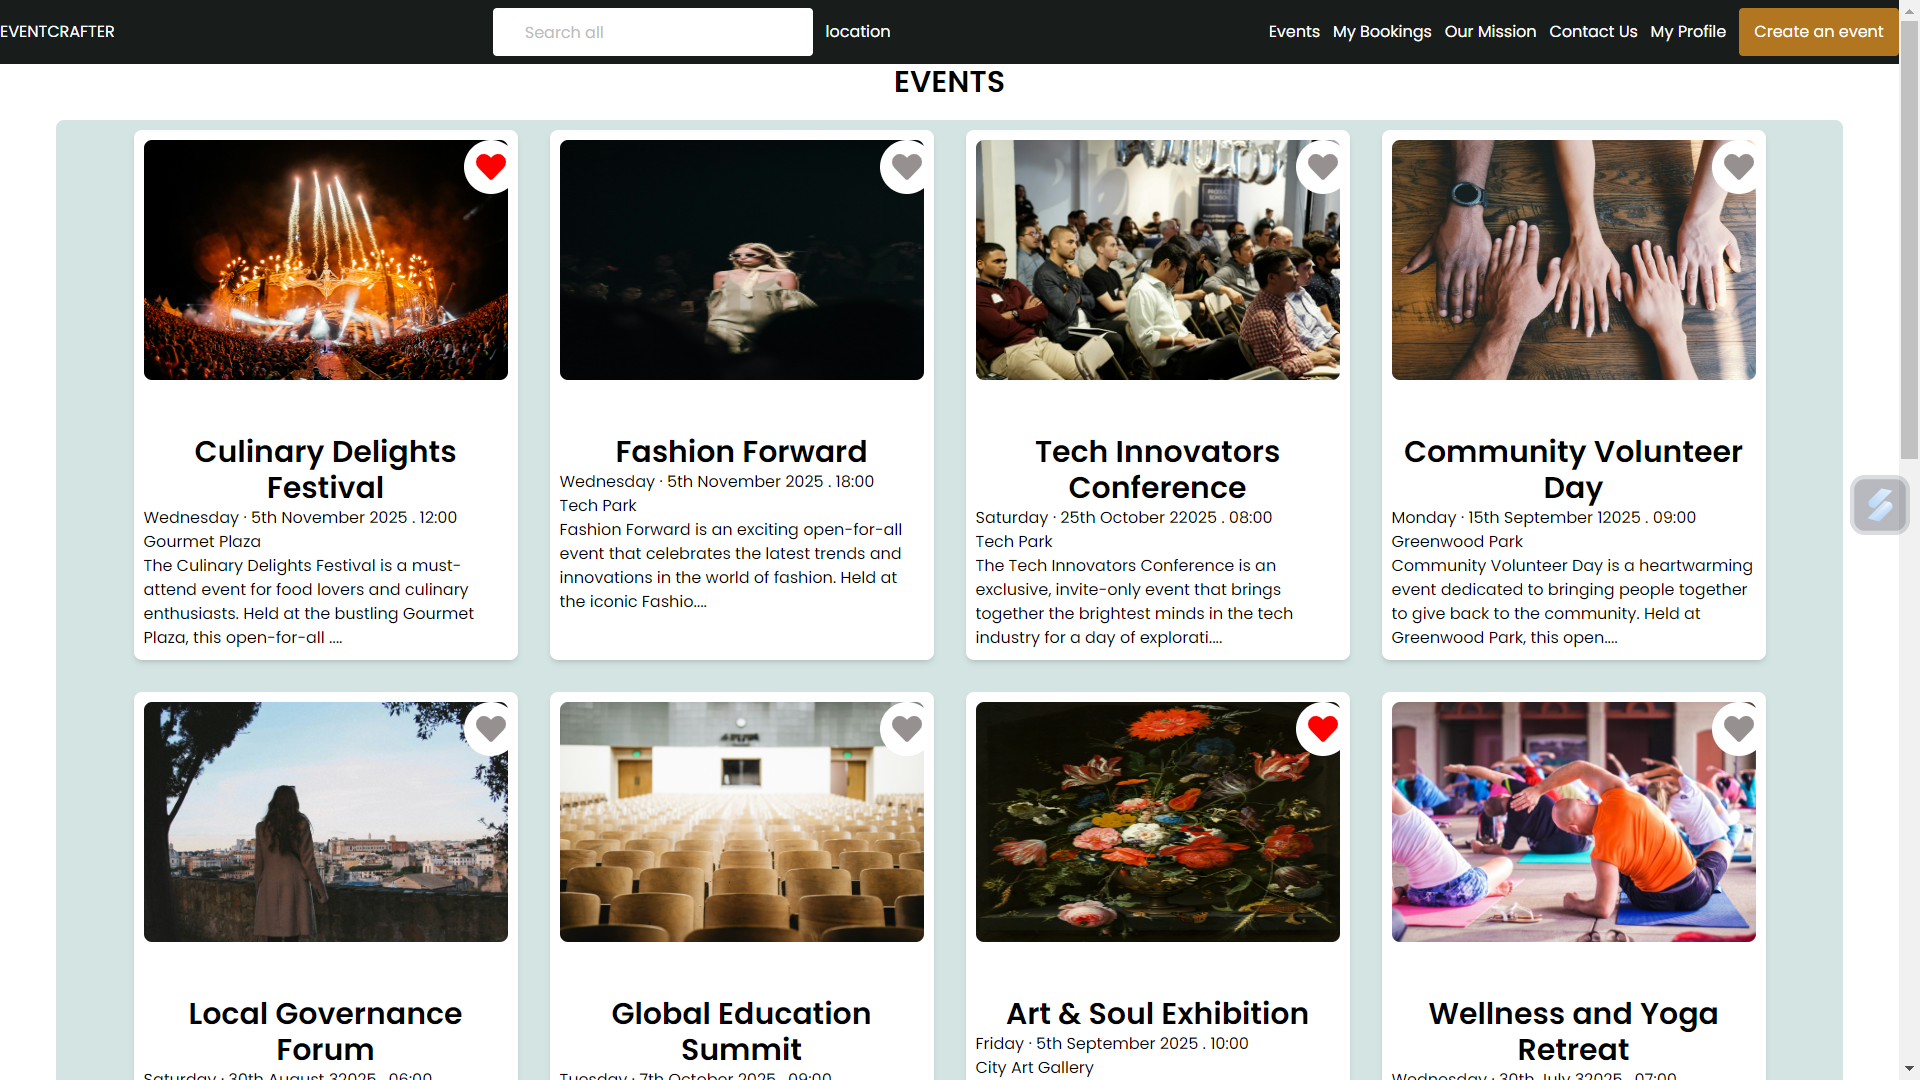 EVENTCRAFTER
Search all
location
Events
My Bookings
Our Mission
Contact Us
My Profile
Create an event
EVENTS
Culinary Delights
Festival
Wednesday · 5th November 2025 . 12:00
Gourmet Plaza
The Culinary Delights Festival is a must-
attend event for food lovers and culinary
enthusiasts. Held at the bustling Gourmet
Plaza, this open-for-all ....
Fashion Forward
Wednesday · 5th November 2025 . 18:00
Tech Park
Fashion Forward is an exciting open-for-all
event that celebrates the latest trends and
innovations in the world of fashion. Held at
the iconic Fashio....
Tech Innovators
Conference
Saturday · 25th October 22025 . 08:00
Tech Park
The Tech Innovators Conference is an
exclusive, invite-only event that brings
together the brightest minds in the tech
industry for a day of explorati....
Community Volunteer
Day
Monday · 15th September 12025 . 09:00
Greenwood Park
Community Volunteer Day is a heartwarming
event dedicated to bringing people together
to give back to the community. Held at
Greenwood Park, this open....
Local Governance
Forum
Saturday · 30th August 32025 . 06:00
Global Education
Summit
Tuesday · 7th October 2025 . 09:00
Art & Soul Exhibition
Friday · 5th September 2025 . 10:00
City Art Gallery
Wellness and Yoga
Retreat
Wednesday · 30th July 32025 . 07:00